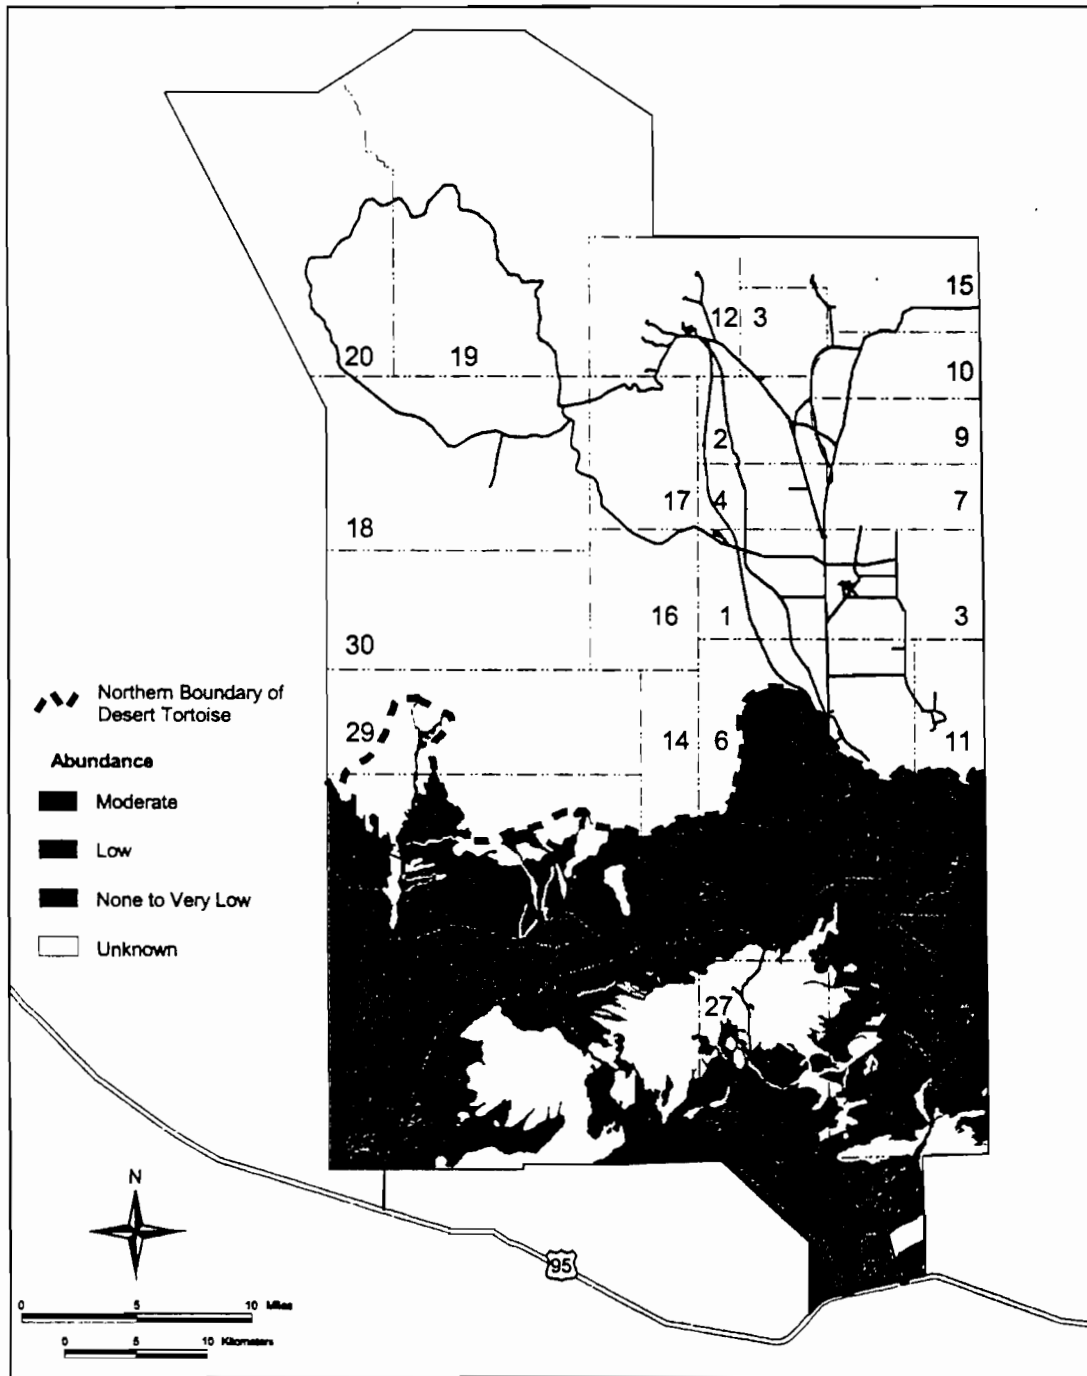 15
12 3
20 19
10
2
9
17 4 7
18
16 1 3
30
Northern Boundary of
Desert Tortoise
29 14 6 11
Abundance
Moderate
Low
None to Very Low
Unknown
27
N
95
0 5 10 Miles
0 5 10 Kilometers